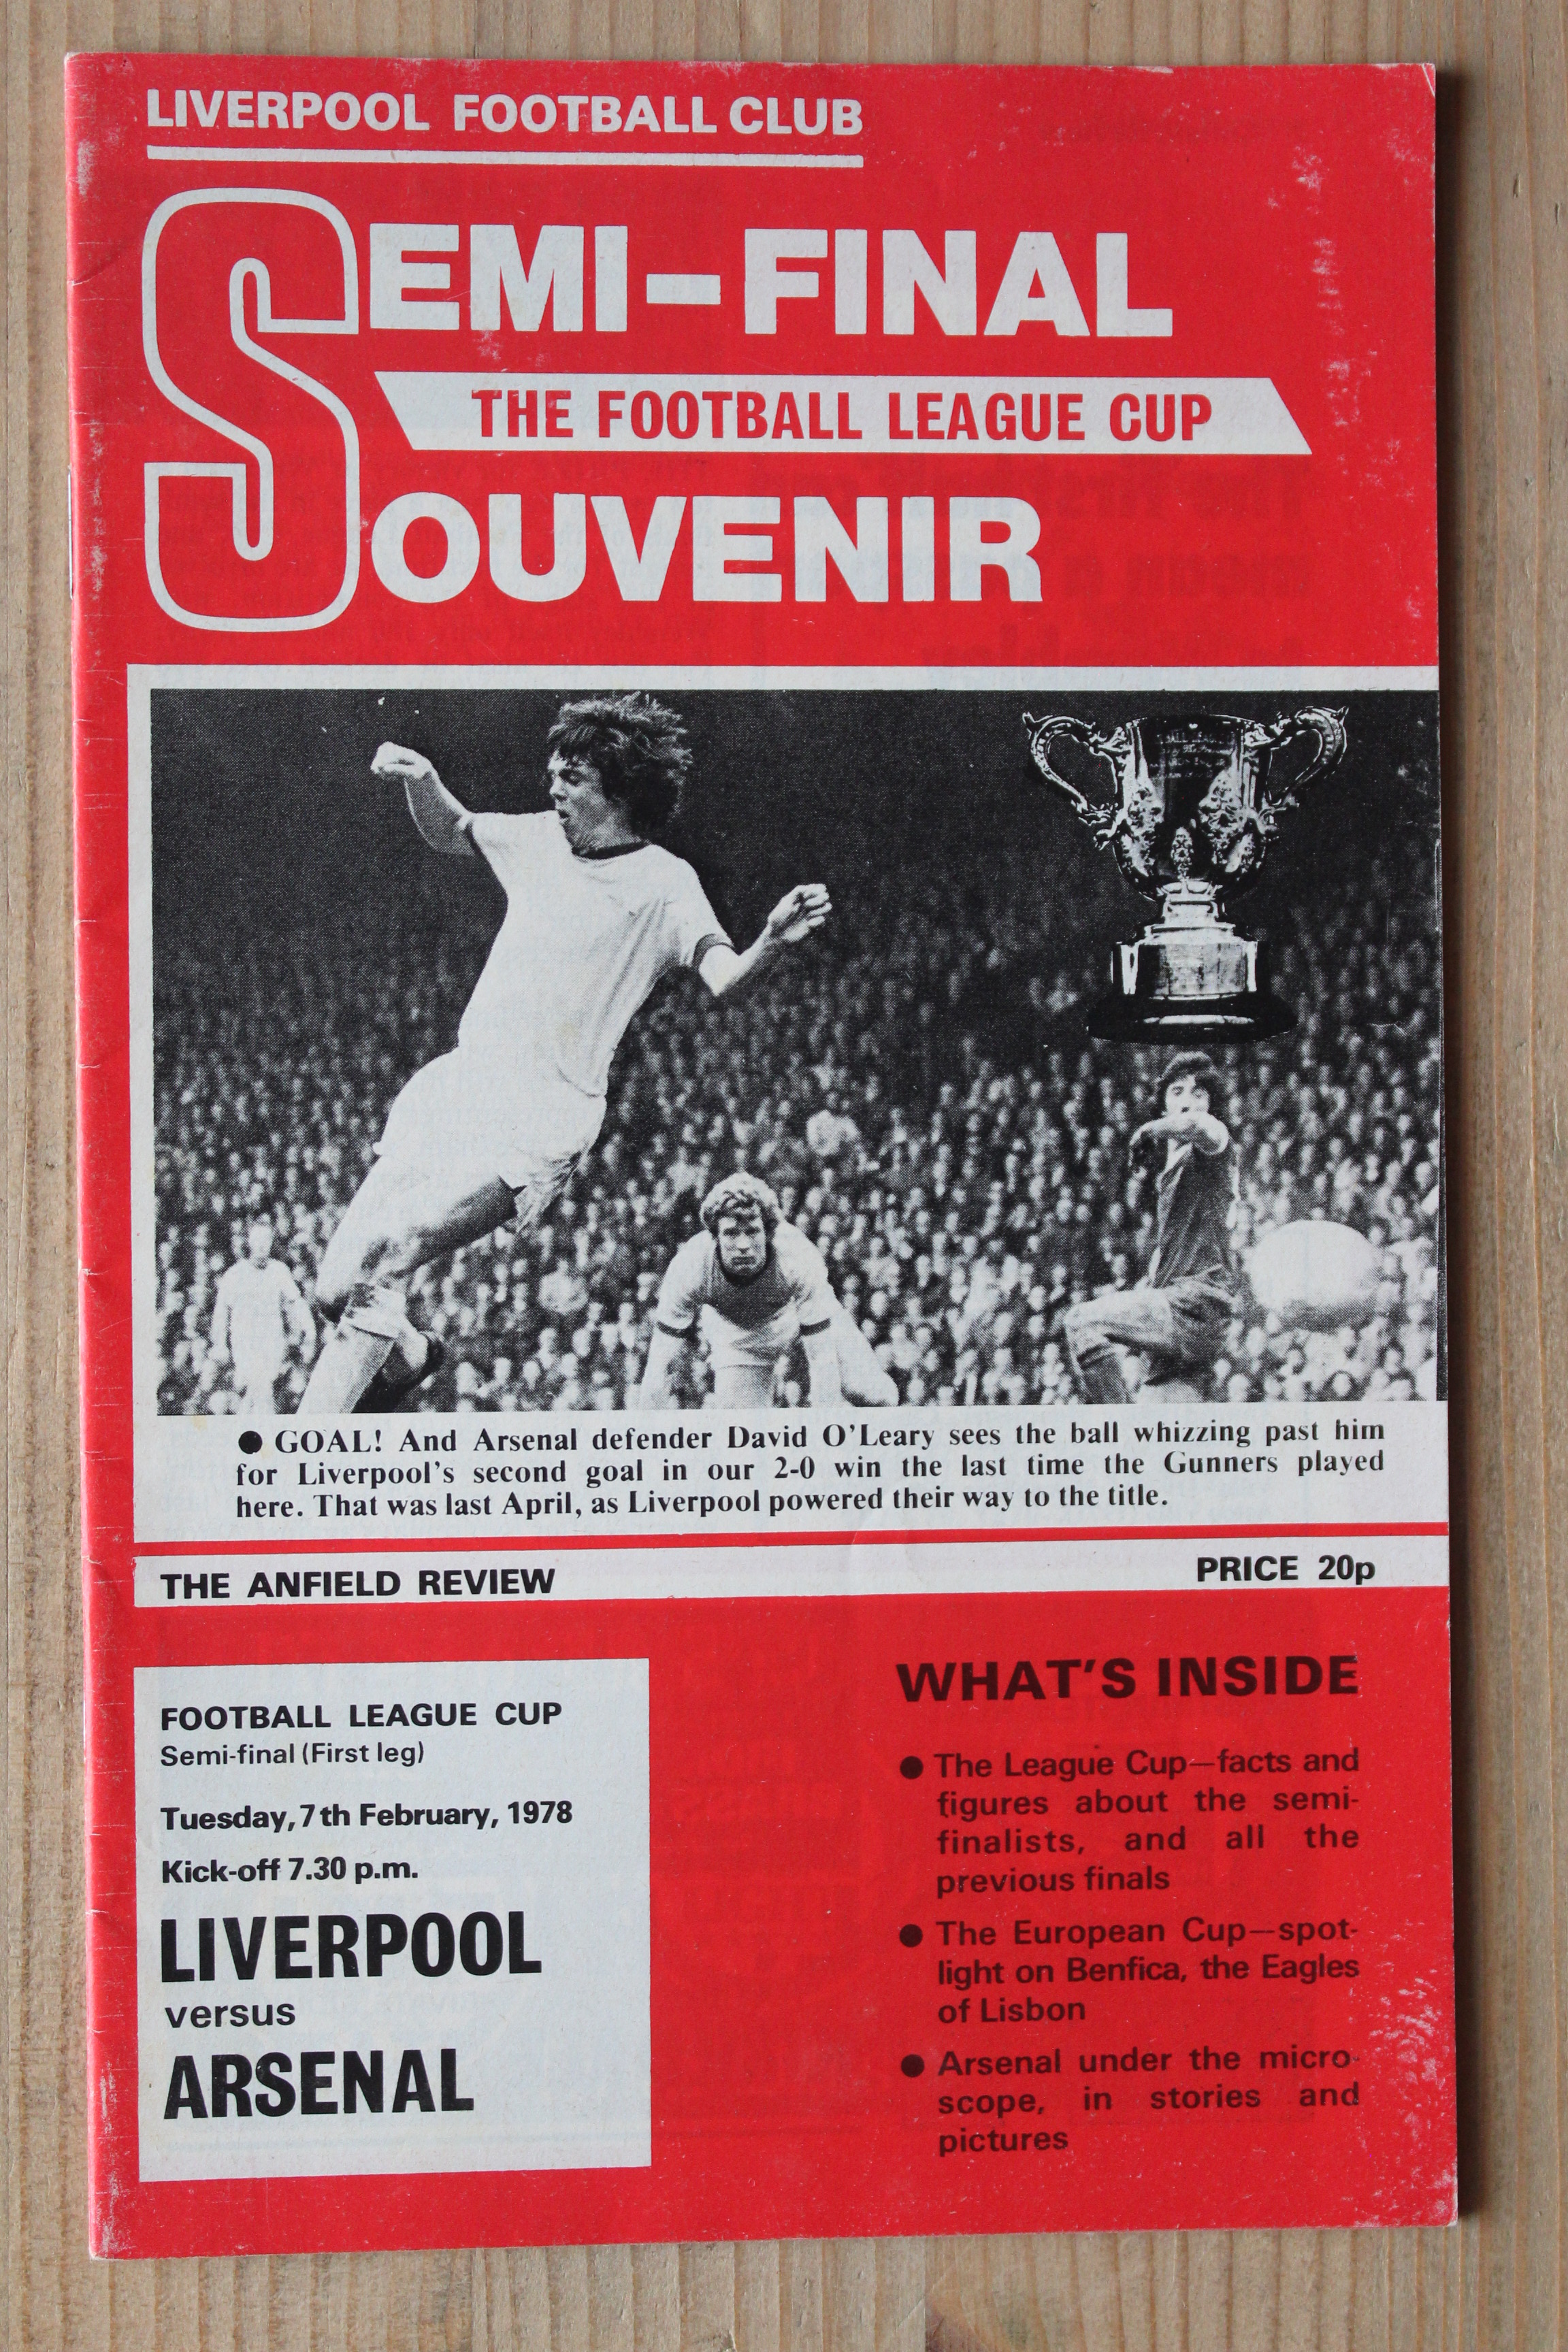 LIVERPOOL FOOTBALL CLUB
SEMI-FINAL
THE FOOTBALL LEAGUE CUP
SOUVENIR
● GOAL! And Arsenal defender David O'Leary sees the ball whizzing past him
for Liverpool's second goal in our 2-0 win the last time the Gunners played
here. That was last April, as Liverpool powered their way to the title.
THE ANFIELD REVIEW
PRICE 20p
FOOTBALL LEAGUE CUP
Semi-final (First leg)
Tuesday, 7th February, 1978
Kick-off 7.30 p.m.
LIVERPOOL
versus
ARSENAL
WHAT'S INSIDE
● The League Cup—facts and
figures about the semi-
finalists, and all the
previous finals
● The European Cup—spot-
light on Benfica, the Eagles
of Lisbon
● Arsenal under the micro-
scope, in stories and
pictures